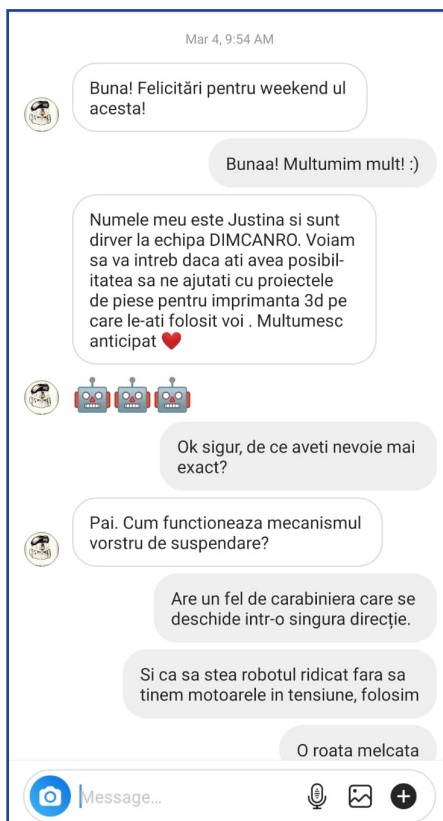 Mar 4, 9:54 AM
Buna! Felicitări pentru weekend ul
acesta!
Bunaa! Multumim mult! :)
Numele meu este Justina si sunt
dirver la echipa DIMCANRO. Voiam
sa va intreb daca ati avea posibil-
itatea sa ne ajutati cu proiectele
de piese pentru imprimanta 3d pe
care le-ati folosit voi . Multumesc
anticipat ❤️
🤖🤖🤖
Ok sigur, de ce aveti nevoie mai
exact?
Pai. Cum functioneaza mecanismul
vorstru de suspendare?
Are un fel de carabiniera care se
deschide intr-o singura direcție.
Si ca sa stea robotul ridicat fara sa
tinem motoarele in tensiune, folosim
O roata melcata
Message...